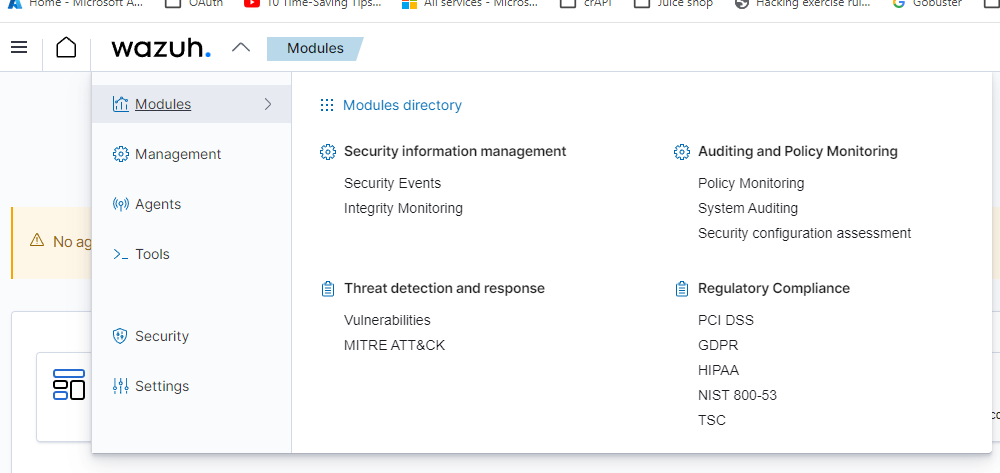 Home - Microsoft A...
OAuth
10 Time-Saving Tips...
All services - Micros...
crAPI
Juice shop
Hacking exercise rul...
Gobuster
wazuh.
Modules
Modules
Management
Agents
Tools
Security
Settings
Modules directory
Security information management
Security Events
Integrity Monitoring
Auditing and Policy Monitoring
Policy Monitoring
System Auditing
Security configuration assessment
Threat detection and response
Vulnerabilities
MITRE ATT&CK
Regulatory Compliance
PCI DSS
GDPR
HIPAA
NIST 800-53
TSC
No ag